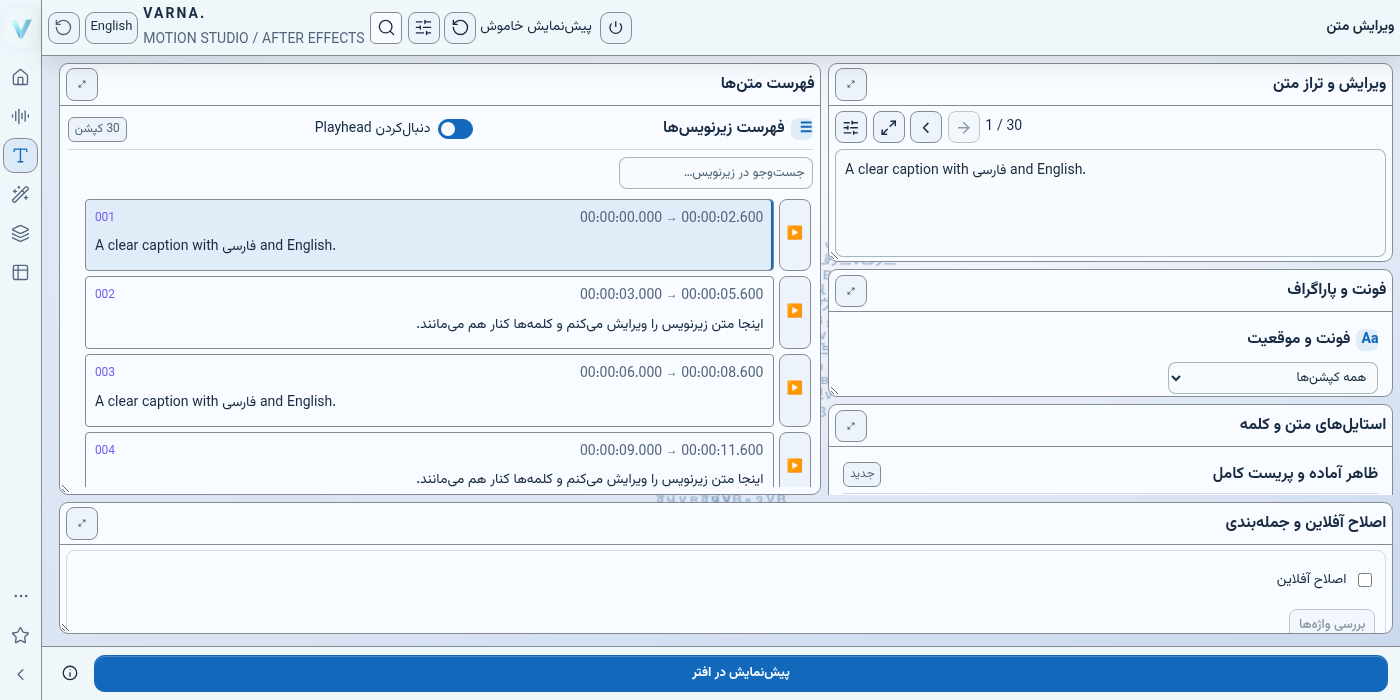 ویرایش متن
پیش‌نمایش خاموش
English
VARNA.
MOTION STUDIO / AFTER EFFECTS
ویرایش و تراز متن
1 / 30
A clear caption with فارسی and English.
فونت و پاراگراف
Aa
فونت و موقعیت
همه کپشن‌ها
استایل‌های متن و کلمه
ظاهر آماده و پریست کامل
جدید
فهرست متن‌ها
فهرست زیرنویس‌ها
دنبال‌کردن Playhead
30 کپشن
جست‌وجو در زیرنویس...
001
00:00:00.000 → 00:00:02.600
A clear caption with فارسی and English.
002
00:00:03.000 → 00:00:05.600
اینجا متن زیرنویس را ویرایش می‌کنم و کلمه‌ها کنار هم می‌مانند.
003
00:00:06.000 → 00:00:08.600
A clear caption with فارسی and English.
004
00:00:09.000 → 00:00:11.600
اینجا متن زیرنویس را ویرایش می‌کنم و کلمه‌ها کنار هم می‌مانند.
اصلاح آفلاین و جمله‌بندی
اصلاح آفلاین
بررسی واژه‌ها
پیش‌نمایش در افتر